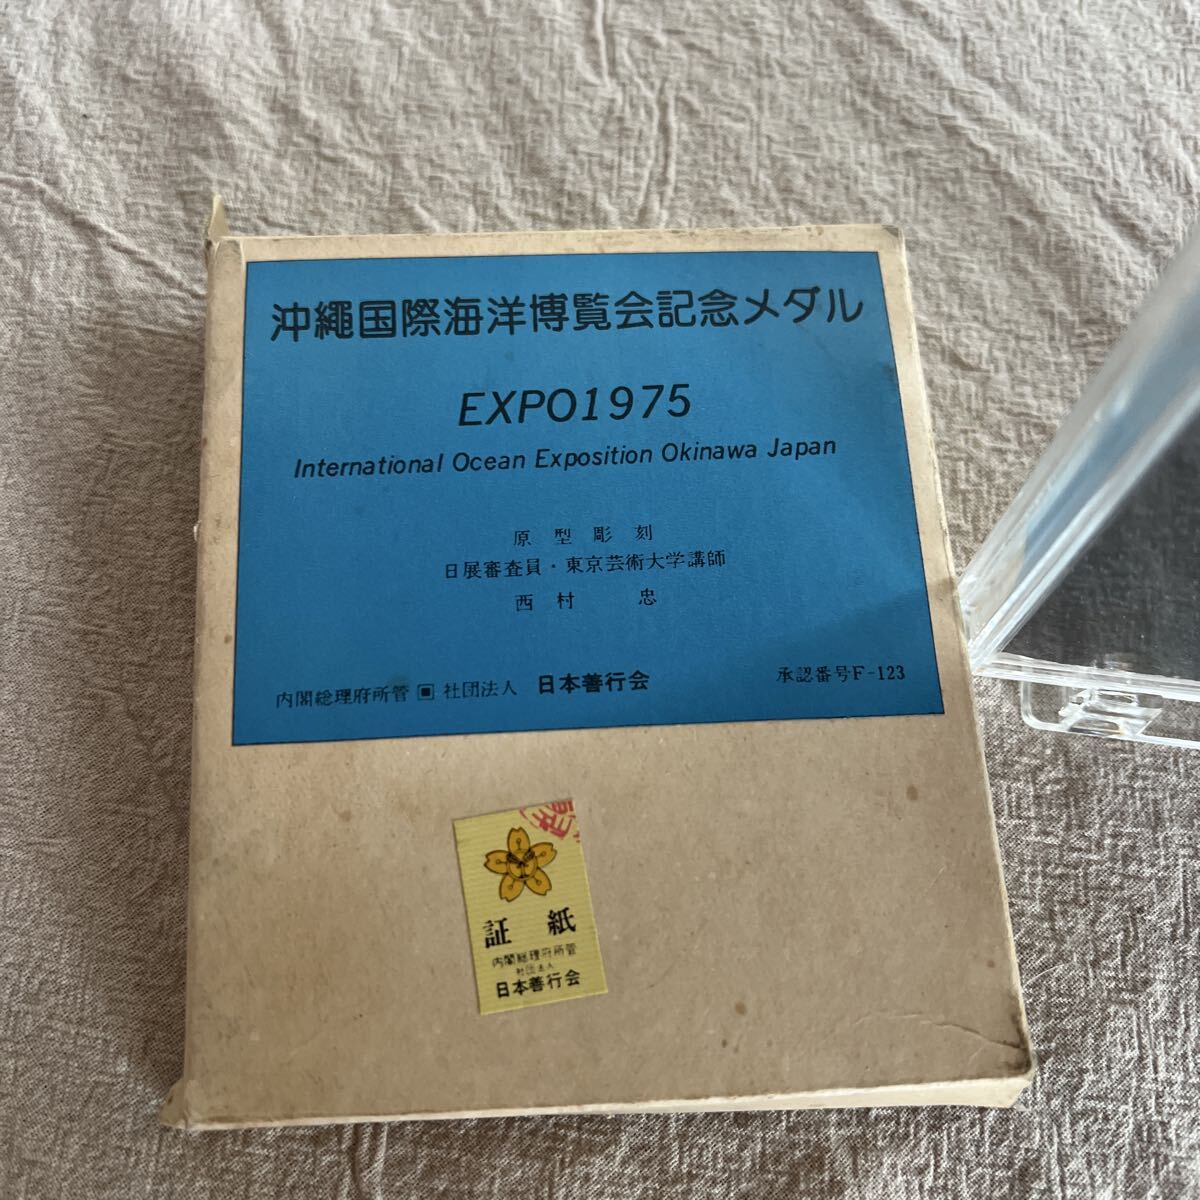 沖縄国際海洋博覧会記念メダル
EXPO1975
International Ocean Exposition Okinawa Japan
原型彫刻
日展審査員・東京芸術大学講師
西村 忠
内閣総理府所管 ▣ 社団法人 日本善行会
承認番号F-123
証紙
内閣総理府所管
社団法人
日本善行会